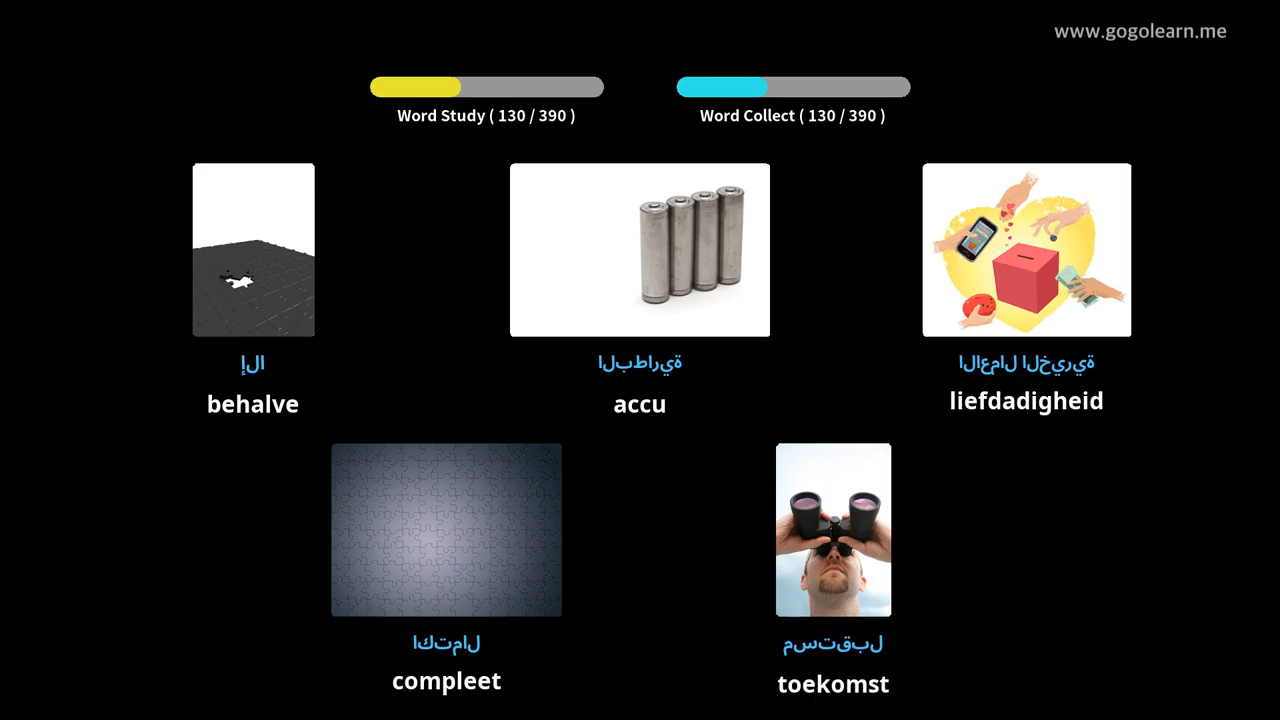 www.gogolearn.me
Word Study ( 130 / 390 )
Word Collect ( 130 / 390 )
إلا
البطارية
الاعمال الخيرية
behalve
accu
liefdadigheid
اكتمال
مستقبل
compleet
toekomst